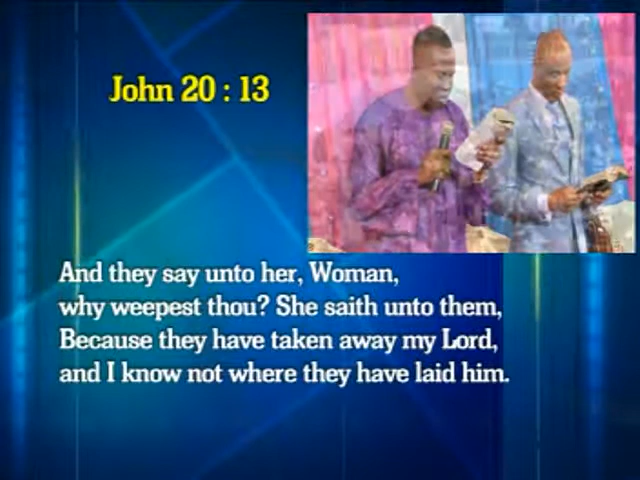 John 20 : 13
And they say unto her, Woman,
why weepest thou? She saith unto them,
Because they have taken away my Lord,
and I know not where they have laid him.